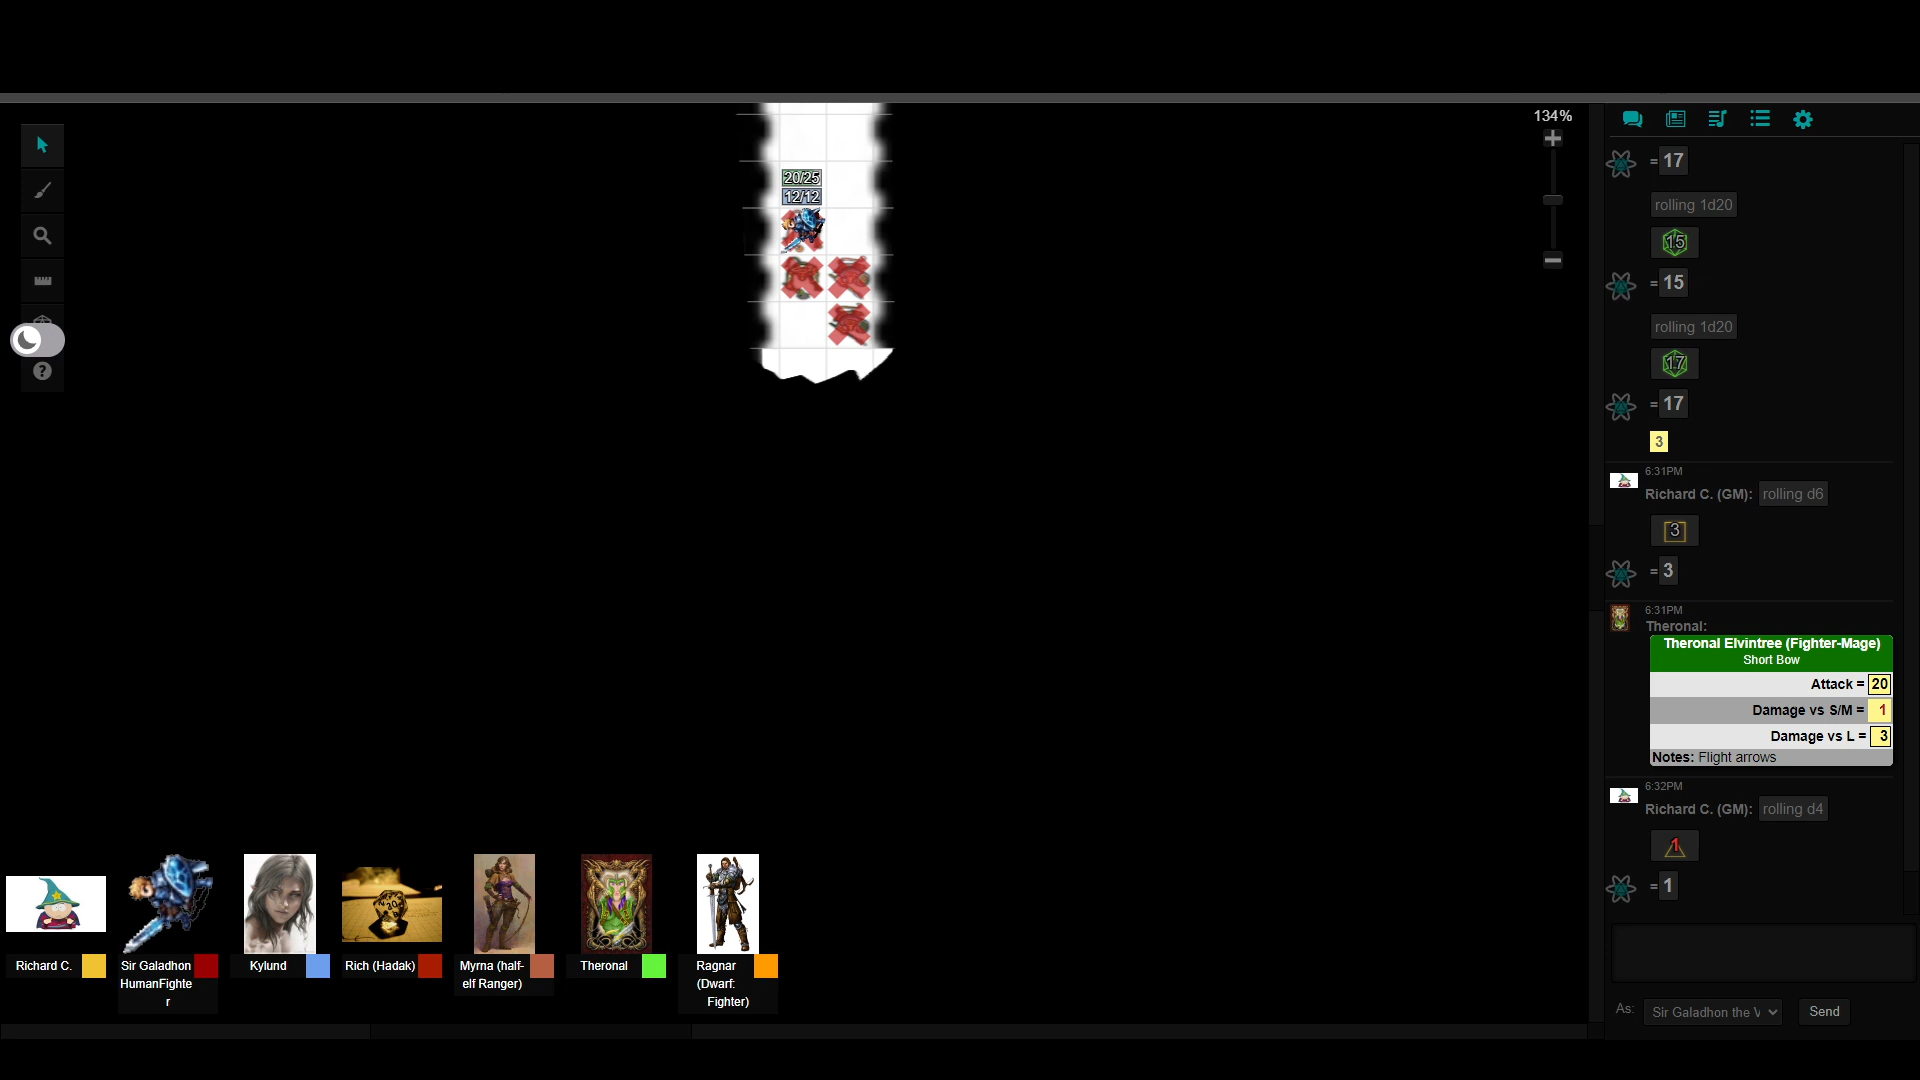 134%
20/25
12/12
=17
rolling 1d20
15
=15
rolling 1d20
17
=17
3
6:31PM
Richard C. (GM): rolling d6
3
=3
6:31PM
Theronal:
Theronal Elvintree (Fighter-Mage)
Short Bow
Attack = 20
Damage vs S/M = 1
Damage vs L = 3
Notes: Flight arrows
6:32PM
Richard C. (GM): rolling d4
1
=1
As: Sir Galadhon the V
Send
?
Richard C.
Sir Galadhon
HumanFighte
r
Kylund
Rich (Hadak)
Myrna (half-
elf Ranger)
Theronal
Ragnar
(Dwarf:
Fighter)